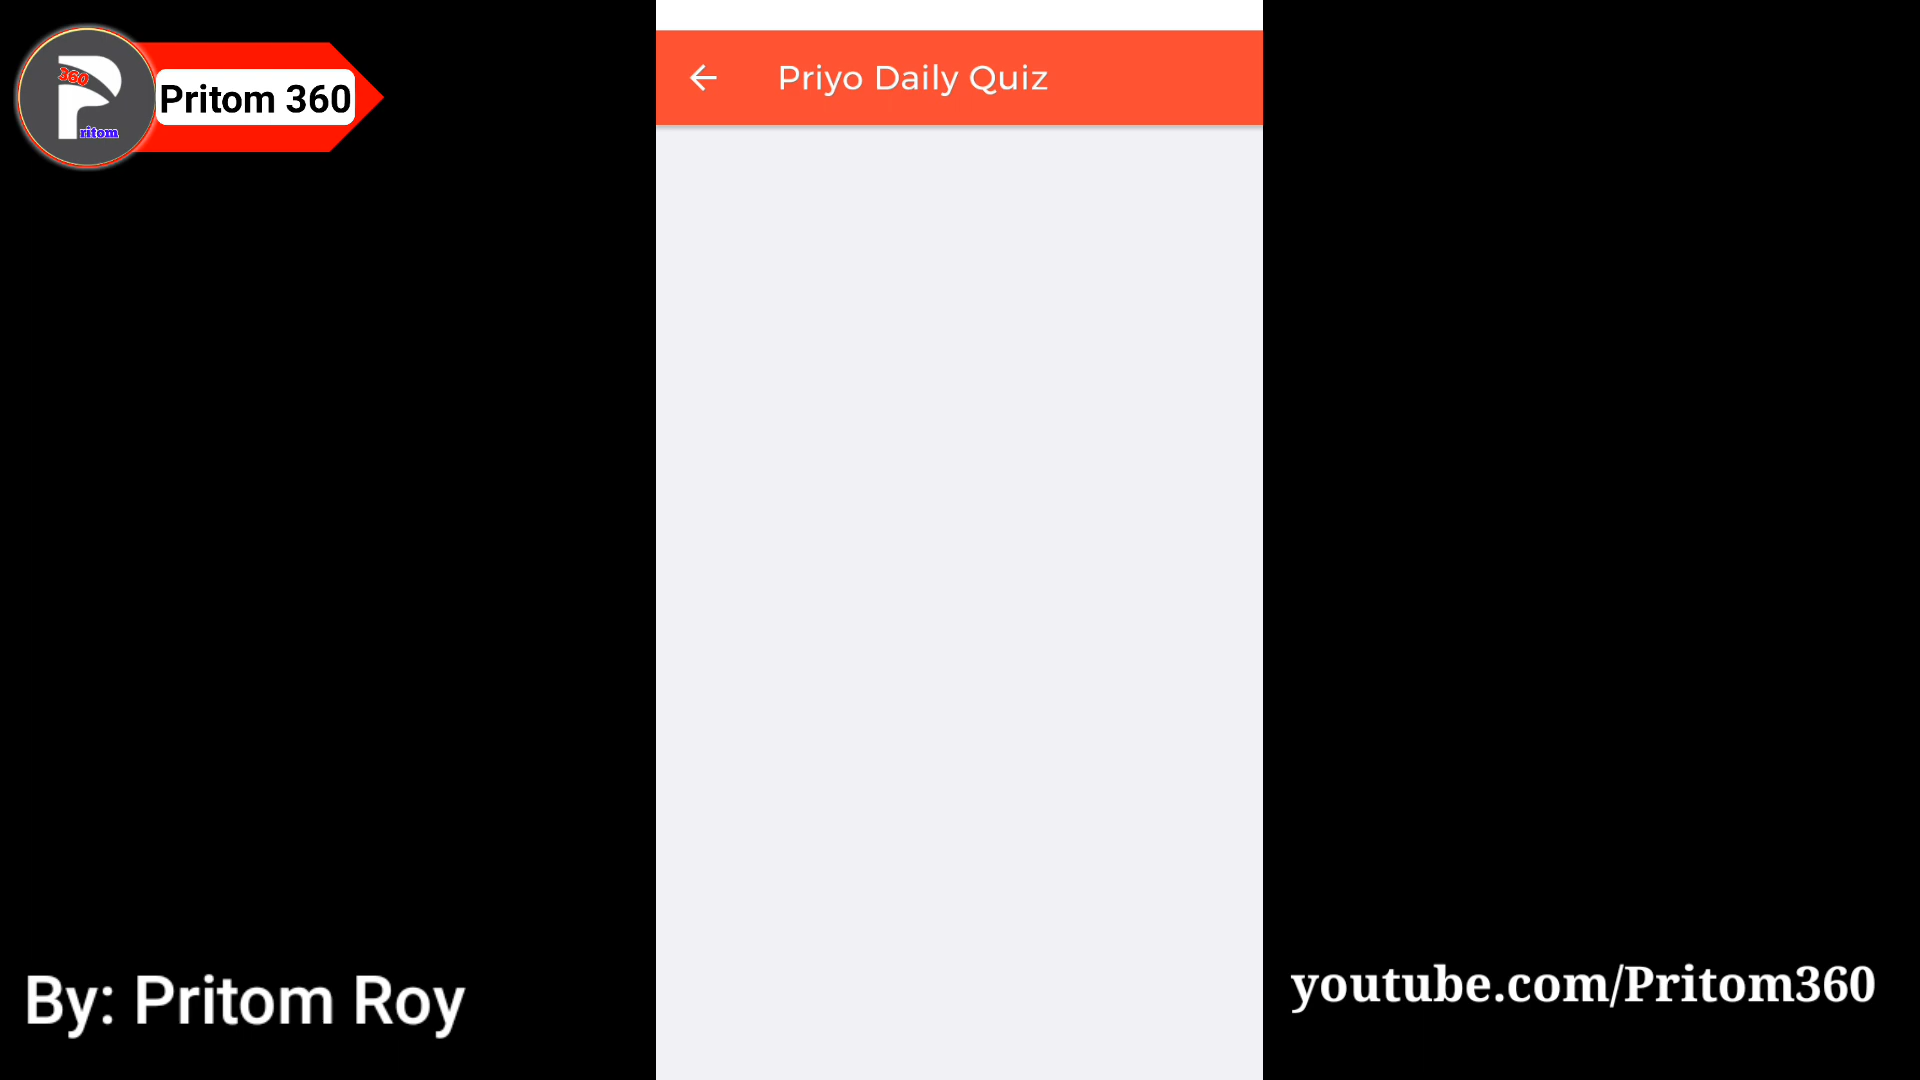 360
ritom
Pritom 360
Priyo Daily Quiz
By: Pritom Roy
youtube.com/Pritom360